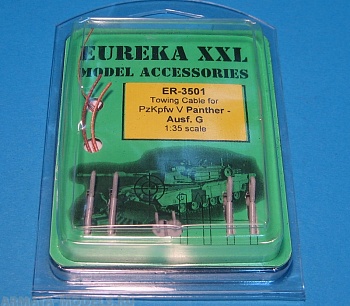 EUREKA XXL
MODEL ACCESSORIES
ER-3501
Towing Cable for
PzKpfw V Panther -
Ausf. G
1:35 scale